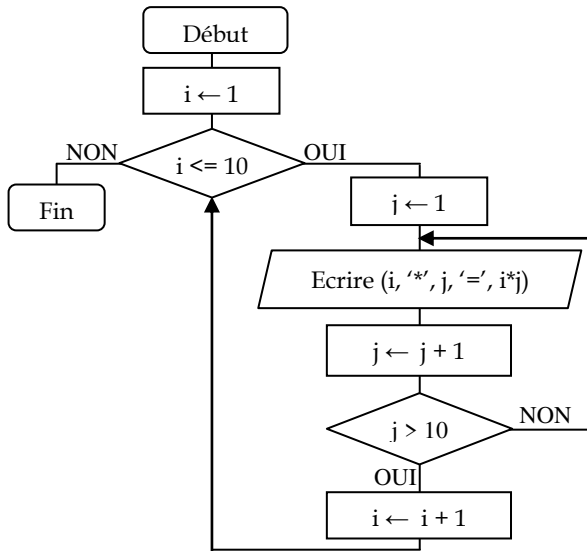 Début
i ← 1
i <= 10
NON
OUI
Fin
j ← 1
Ecrire (i, ‘*’, j, ‘=’, i*j)
j ← j + 1
j > 10
NON
OUI
i ← i + 1